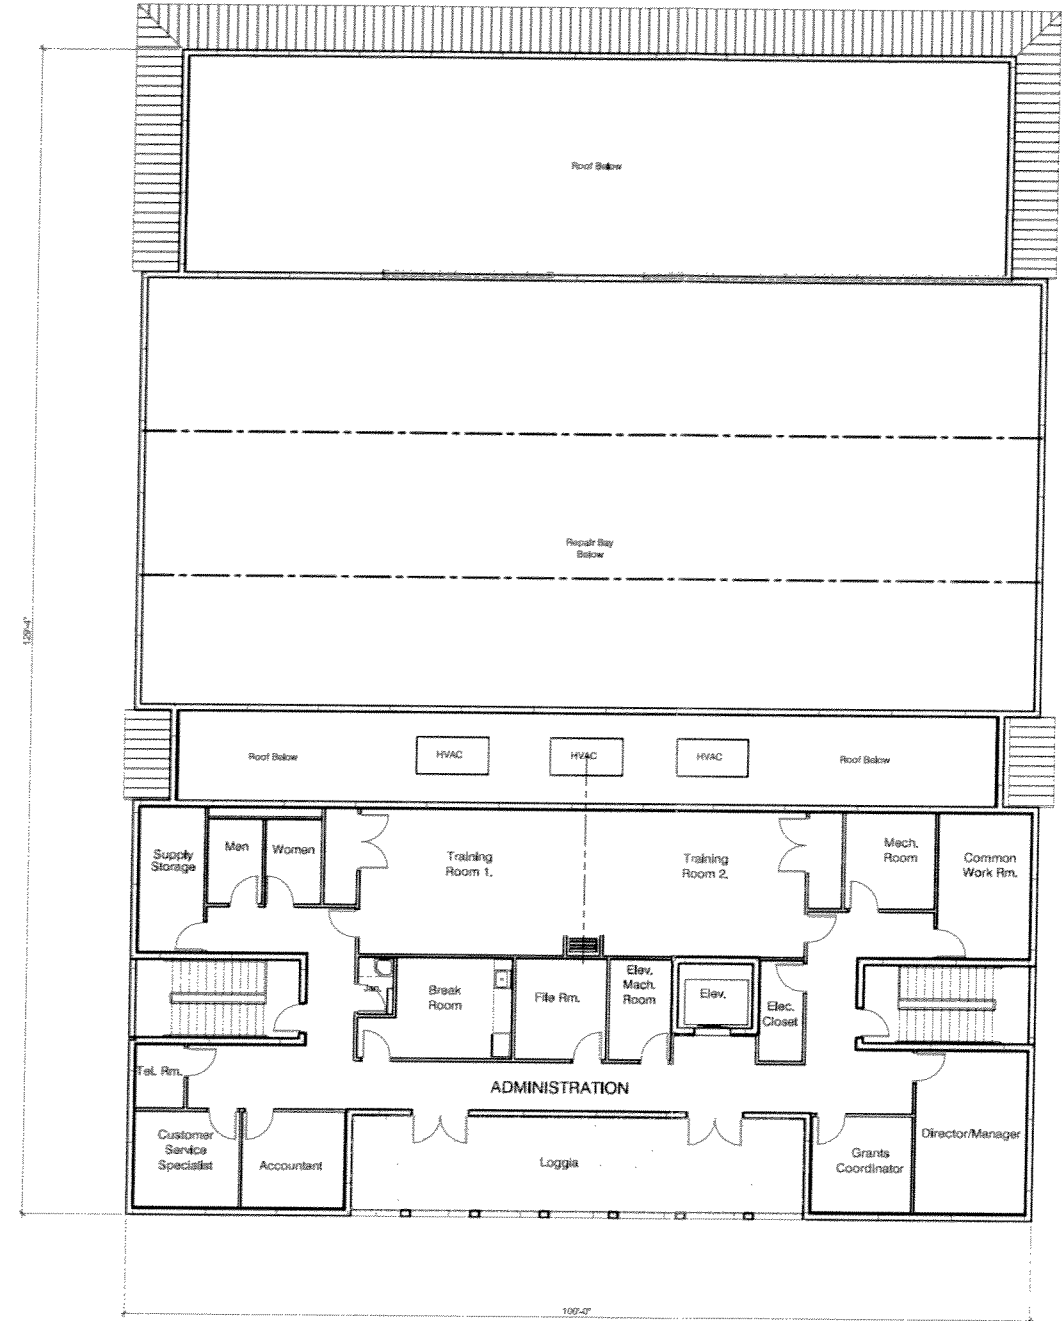 Roof Below
Repair Bay
Below
129'-4"
Roof Below
HVAC
HVAC
HVAC
Roof Below
Supply
Storage
Men
Women
Training
Room 1.
Training
Room 2.
Mech.
Room
Common
Work Rm.
Jan.
Break
Room
File Rm.
Elev.
Mach.
Room
Elev.
Elec.
Closet
Tel. Rm.
ADMINISTRATION
Customer
Service
Specialist
Accountant
Loggia
Grants
Coordinator
Director/Manager
100'-0"